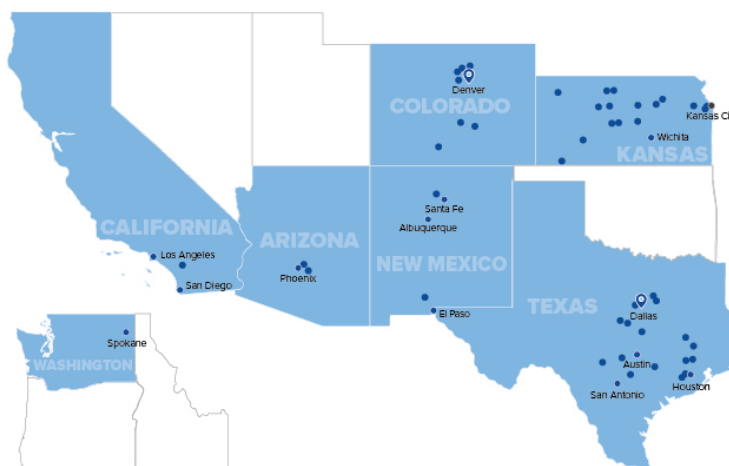 Denver
COLORADO
Kansas Ci
Wichita
KANSAS
Santa Fe
Albuquerque
CALIFORNIA
ARIZONA
Los Angeles
NEW MEXICO
Phoenix
San Diego
TEXAS
El Paso
Dallas
Spokane
WASHINGTON
Austin
Houston
San Antonio